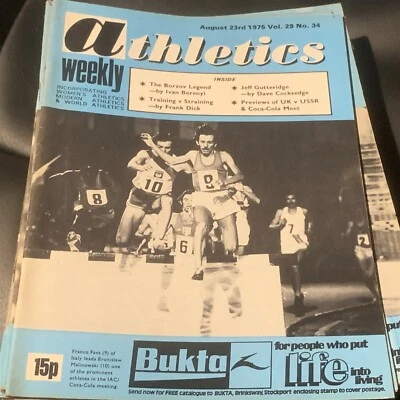 August 23rd 1975 Vol. 29 No. 34
athletics
weekly
INCORPORATING
WOMEN'S ATHLETICS
MODERN ATHLETICS
& WORLD ATHLETICS
INSIDE
The Borzov Legend
—by Ivan Berenyi
Training v Straining
—by Frank Dick
Jeff Gutteridge
—by Dave Cocksedge
Previews of UK v USSR
& Coca-Cola Meet
8
10
9
6
7
2
Franco Fava (9) of
Italy leads Bronislaw
Malinowski (10) one
of the prominent
athletes in the IAC/
Coca-Cola meeting.
15p
Bukta
for people who put
life into
living
Send now for FREE catalogue to BUKTA, Brinksway, Stockport enclosing stamp to cover postage.